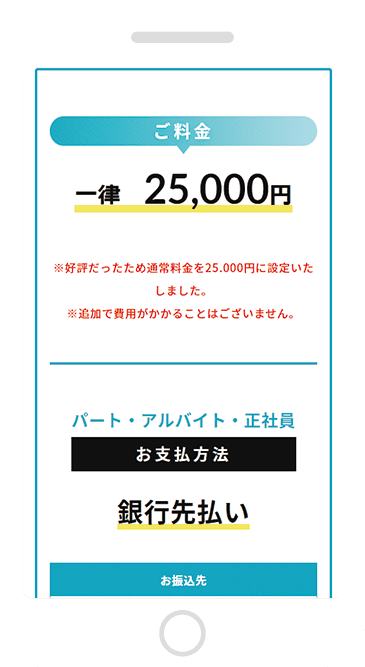 ご料金
一律 25,000円
※好評だったため通常料金を25.000円に設定いた
しました。
※追加で費用がかかることはございません。
パート・アルバイト・正社員
お支払方法
銀行先払い
お振込先